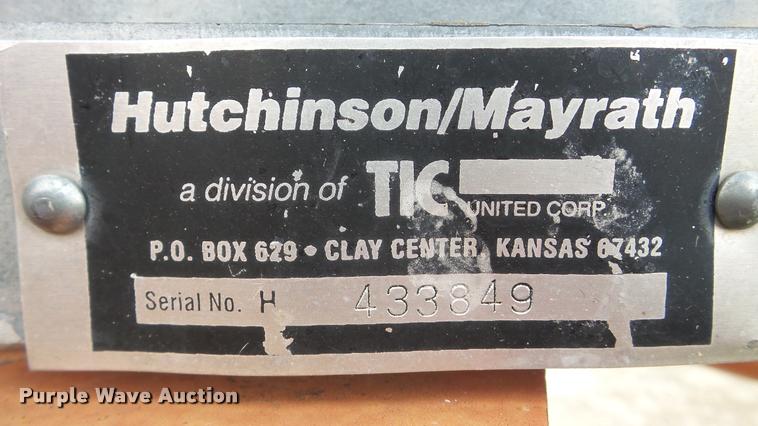 Hutchinson/Mayrath
a division of TIC UNITED CORP
P.O. BOX 629 • CLAY CENTER, KANSAS 67432
Serial No. H 433849
Purple Wave Auction